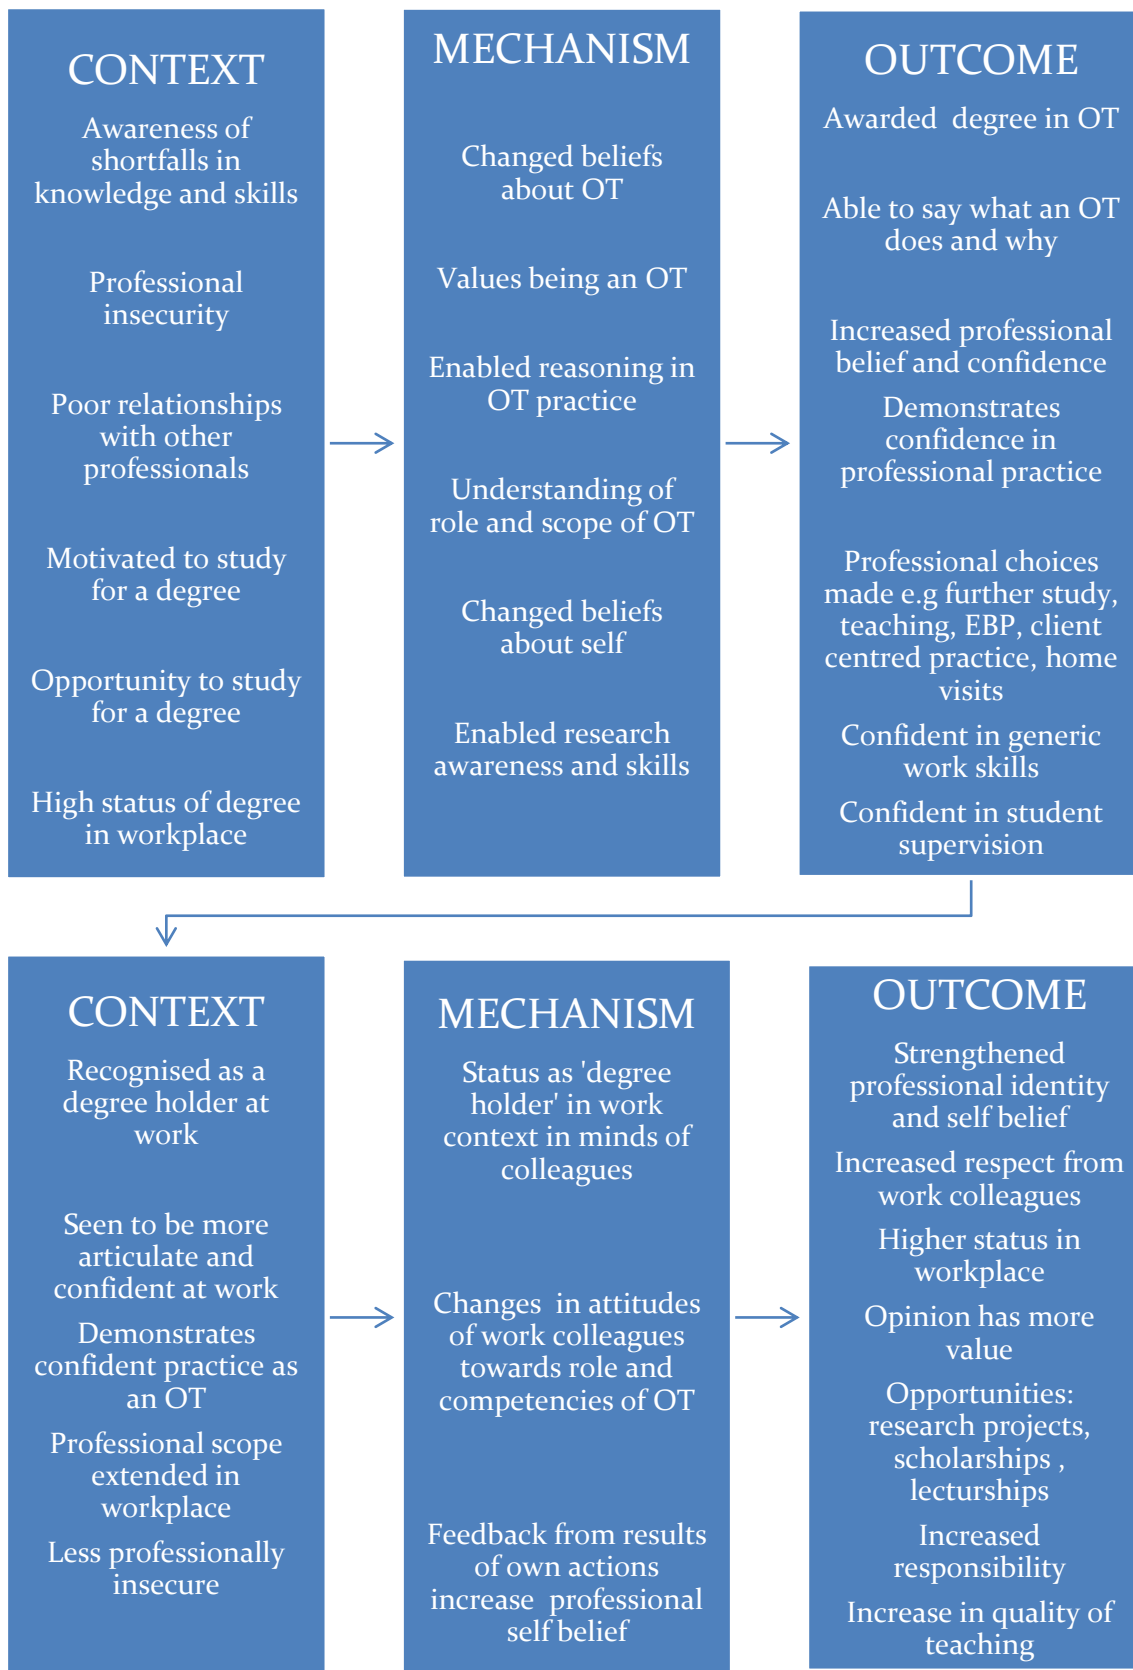 CONTEXT
Awareness of
shortfalls in
knowledge and skills
Professional
insecurity
Poor relationships
with other
professionals
Motivated to study
for a degree
Opportunity to study
for a degree
High status of degree
in workplace
MECHANISM
Changed beliefs
about OT
Values being an OT
Enabled reasoning in
OT practice
Understanding of
role and scope of OT
Changed beliefs
about self
Enabled research
awareness and skills
OUTCOME
Awarded degree in OT
Able to say what an OT
does and why
Increased professional
belief and confidence
Demonstrates
confidence in
professional practice
Professional choices
made e.g further study,
teaching, EBP, client
centred practice, home
visits
Confident in generic
work skills
Confident in student
supervision
CONTEXT
Recognised as a
degree holder at
work
Seen to be more
articulate and
confident at work
Demonstrates
confident practice as
an OT
Professional scope
extended in
workplace
Less professionally
insecure
MECHANISM
Status as 'degree
holder' in work
context in minds of
colleagues
Changes in attitudes
of work colleagues
towards role and
competencies of OT
Feedback from results
of own actions
increase professional
self belief
OUTCOME
Strengthened
professional identity
and self belief
Increased respect from
work colleagues
Higher status in
workplace
Opinion has more
value
Opportunities:
research projects,
scholarships ,
lecturships
Increased
responsibility
Increase in quality of
teaching